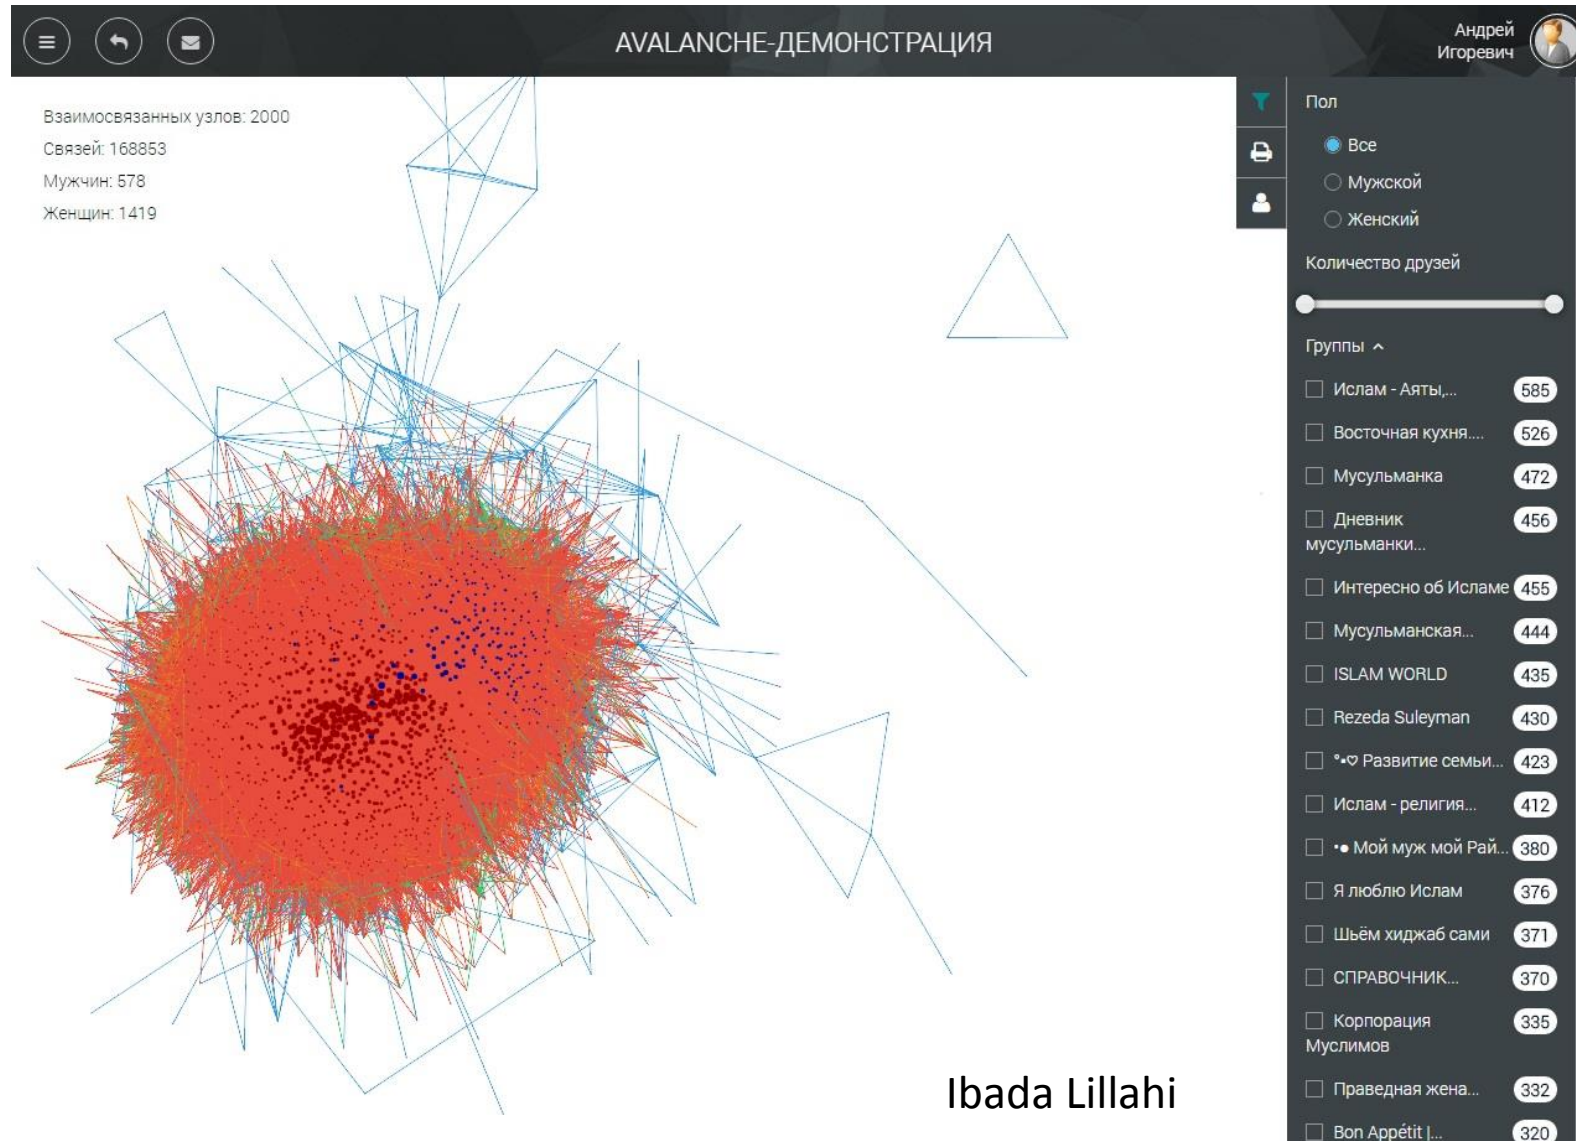 AVALANCHE-ДЕМОНСТРАЦИЯ
Андрей
Игоревич
Взаимосвязанных узлов: 2000
Связей: 168853
Мужчин: 578
Женщин: 1419
Пол
Все
Мужской
Женский
Количество друзей
Группы
Ислам - Аяты,... 585
Восточная кухня.... 526
Мусульманка 472
Дневник 456
мусульманки...
Интересно об Исламе 455
Мусульманская... 444
ISLAM WORLD 435
Rezeda Suleyman 430
°•♡ Развитие семьи... 423
Ислам - религия... 412
•● Мой муж мой Рай... 380
Я люблю Ислам 376
Шьём хиджаб сами 371
СПРАВОЧНИК... 370
Корпорация 335
Муслимов
Праведная жена... 332
Bon Appétit |... 320
Ibada Lillahi